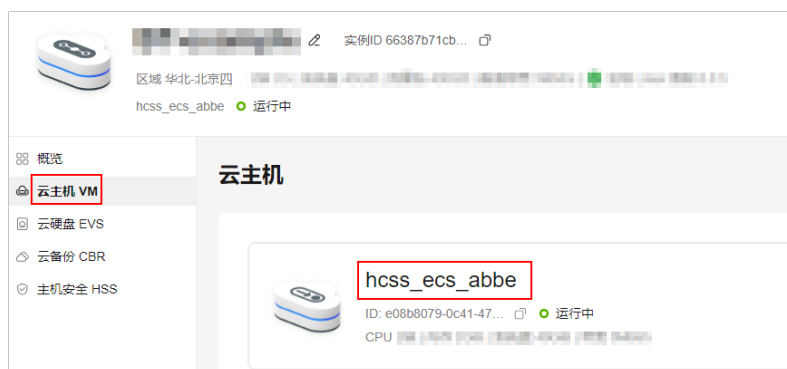 实例ID 66387b71cb...
区域 华北-北京四
hcss_ecs_abbe 运行中
概览
云主机 VM
云硬盘 EVS
云备份 CBR
主机安全 HSS
云主机
hcss_ecs_abbe
ID: e08b8079-0c41-47... 运行中
CPU